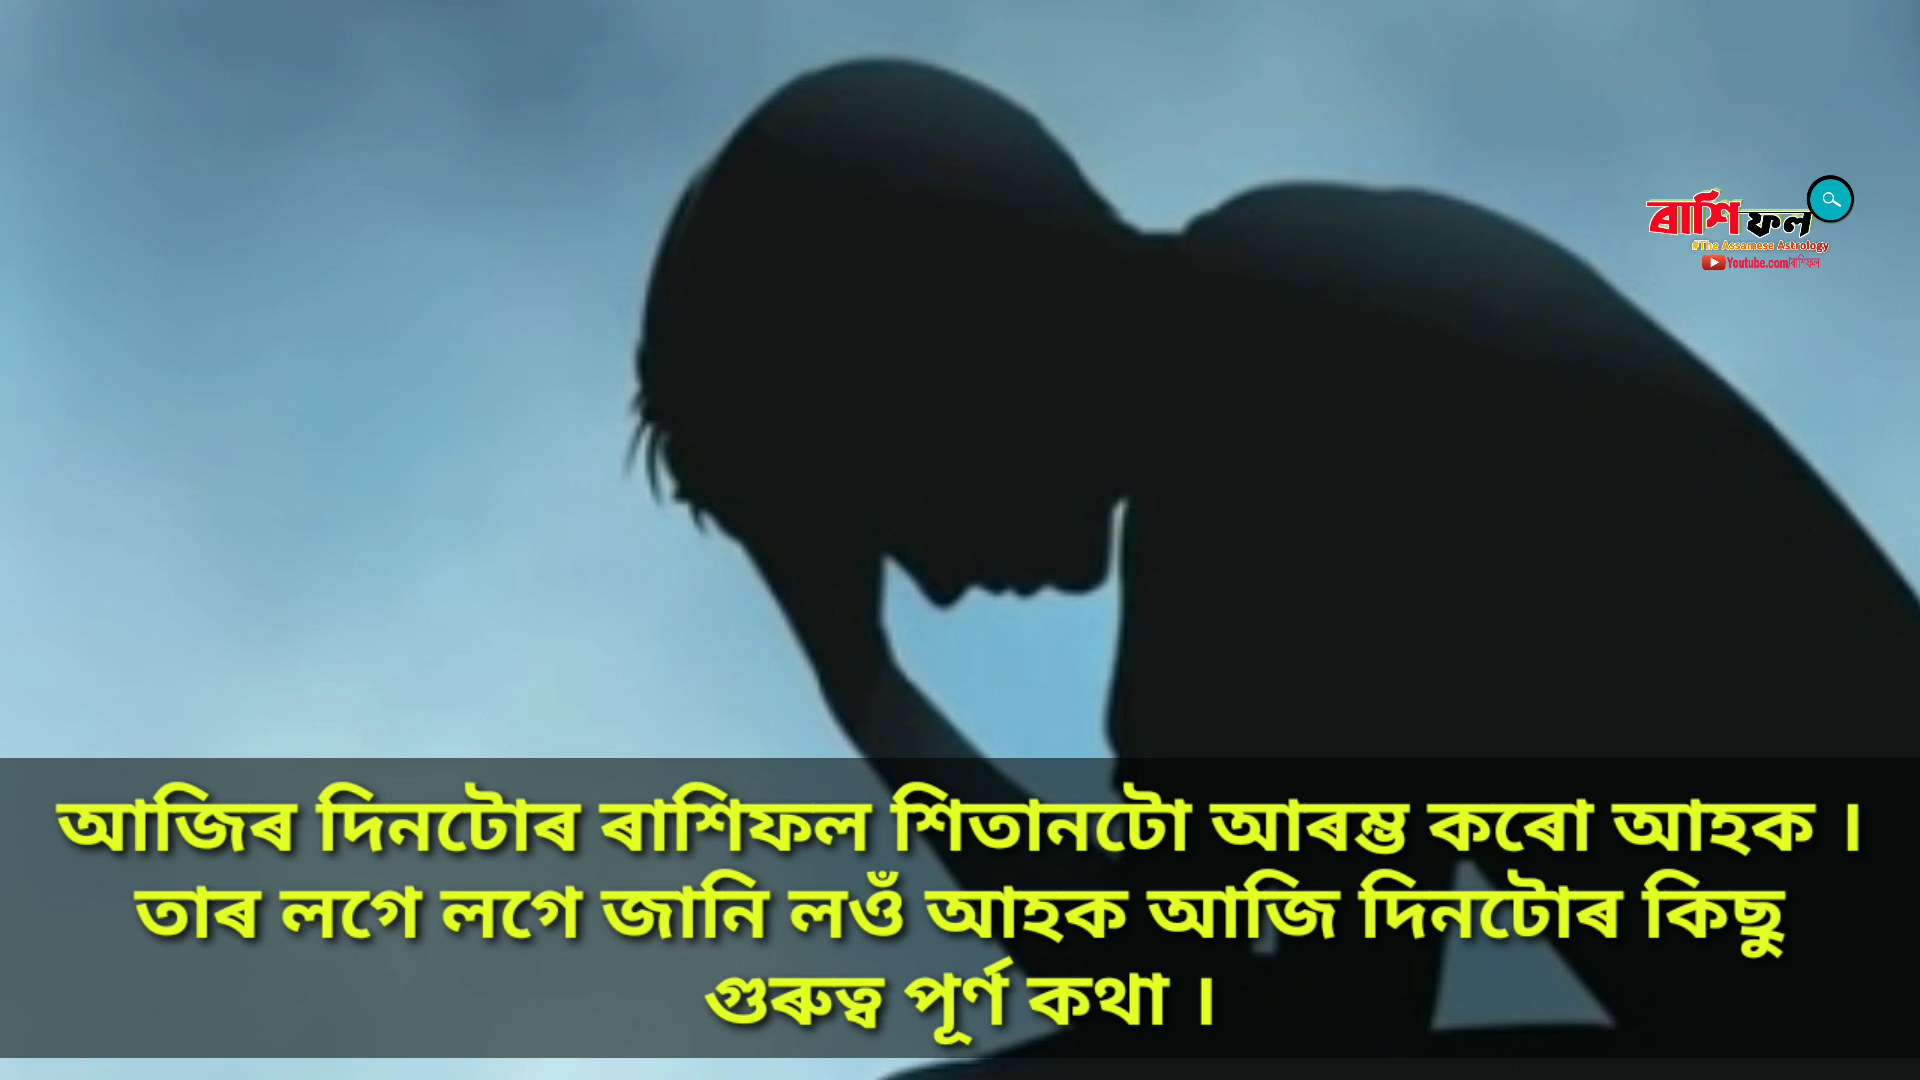 ৰাশি ফল
#The Assamese Astrology
Youtube.com/ৰাশিফল
আজিৰ দিনটোৰ ৰাশিফল শিতানটো আৰম্ভ কৰো আহক ।
তাৰ লগে লগে জানি লওঁ আহক আজি দিনটোৰ কিছু
গুৰুত্ব পূৰ্ণ কথা ।